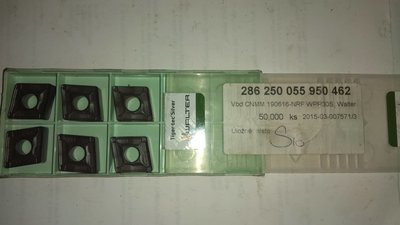 286 250 055 950 462
Vbd CNMM 190616-NRF WPP30S, Walter
50,000 ks 2015-03-007571/3
Uložné místo
Tiger·tec Silver
WALTER